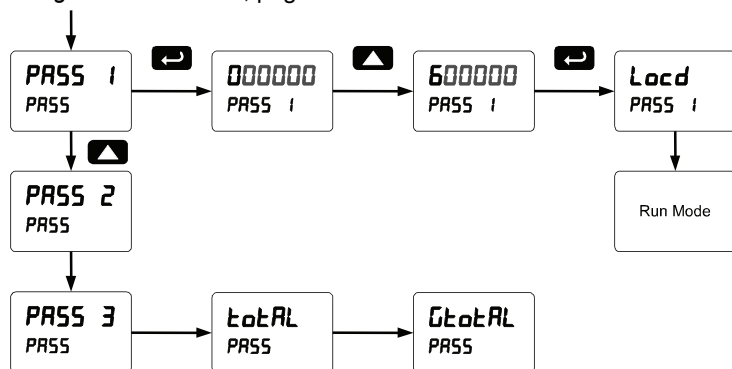 PASS 1
PASS
000000
PASS 1
600000
PASS 1
Locd
PASS 1
PASS 2
PASS
Run Mode
PASS 3
PASS
totAL
PASS
GtotAL
PASS